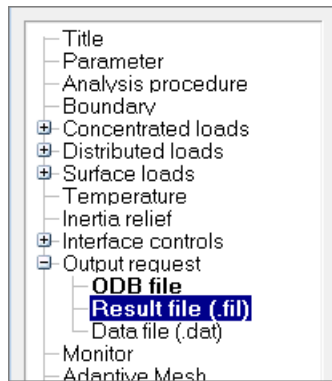 Title
Parameter
Analysis procedure
Boundary
Concentrated loads
Distributed loads
Surface loads
Temperature
Inertia relief
Interface controls
Output request
ODB file
Result file (.fil)
Data file (.dat)
Monitor
Adaptive Mesh